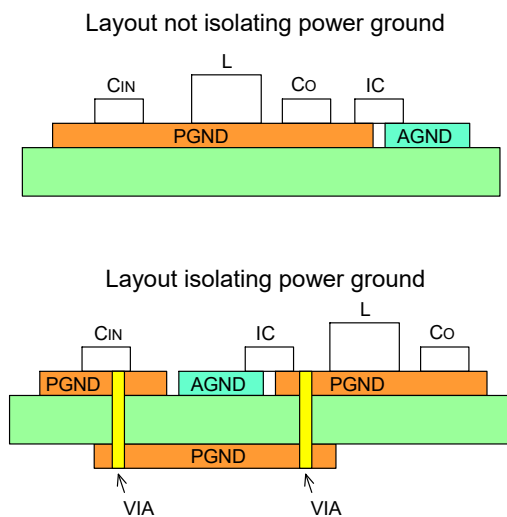 Layout not isolating power ground
CIN
L
CO
IC
PGND
AGND
Layout isolating power ground
CIN
IC
L
CO
PGND
AGND
PGND
PGND
VIA
VIA